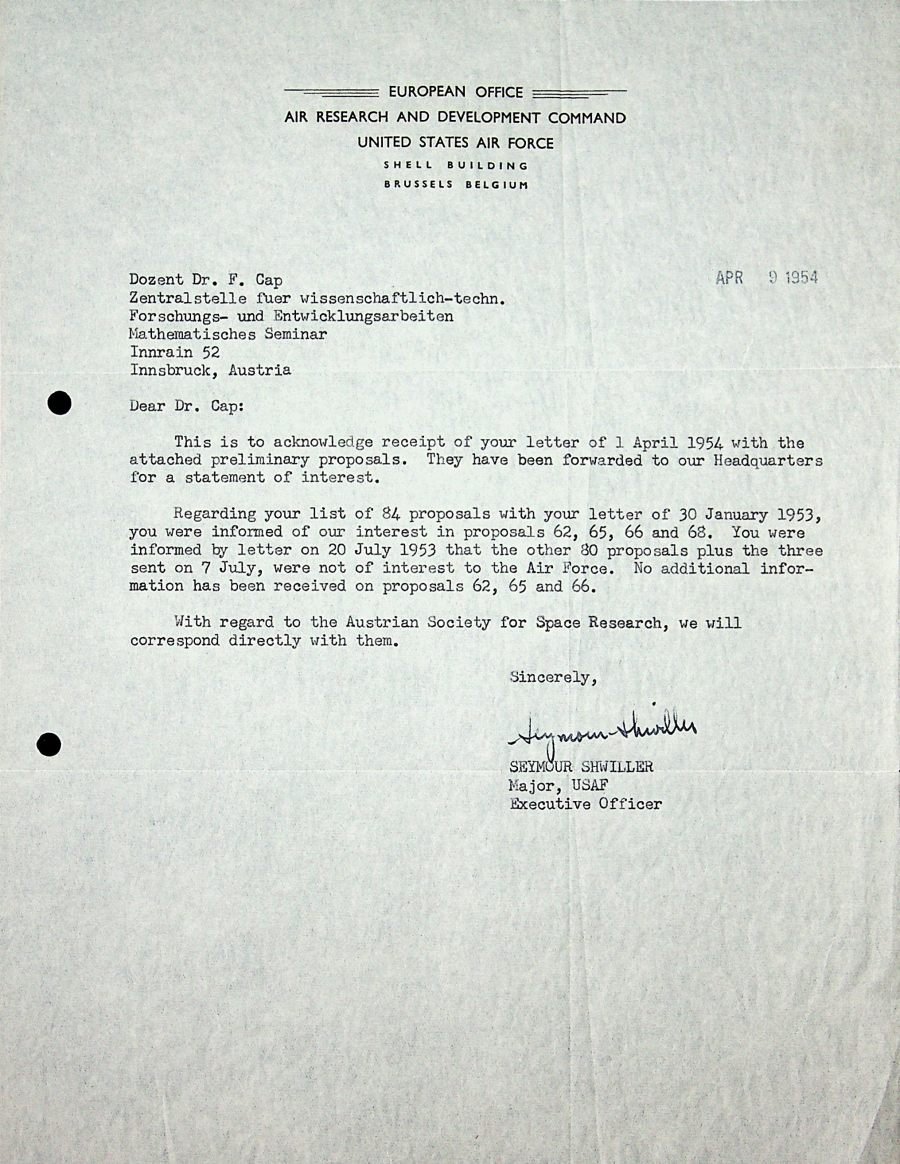 EUROPEAN OFFICE
AIR RESEARCH AND DEVELOPMENT COMMAND
UNITED STATES AIR FORCE
SHELL BUILDING
BRUSSELS BELGIUM
APR 9 1954
Dozent Dr. F. Cap
Zentralstelle fuer wissenschaftlich-techn.
Forschungs- und Entwicklungsarbeiten
Mathematisches Seminar
Innrain 52
Innsbruck, Austria
Dear Dr. Cap:
This is to acknowledge receipt of your letter of 1 April 1954 with the
attached preliminary proposals. They have been forwarded to our Headquarters
for a statement of interest.
Regarding your list of 84 proposals with your letter of 30 January 1953,
you were informed of our interest in proposals 62, 65, 66 and 68. You were
informed by letter on 20 July 1953 that the other 80 proposals plus the three
sent on 7 July, were not of interest to the Air Force. No additional infor-
mation has been received on proposals 62, 65 and 66.
With regard to the Austrian Society for Space Research, we will
correspond directly with them.
Sincerely,
Seymour Shwiller
SEYMOUR SHWILLER
Major, USAF
Executive Officer